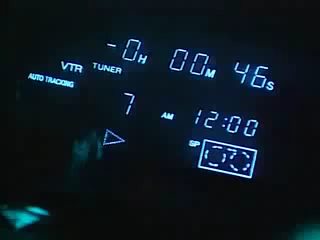 -0H 00M 46S
VTR TUNER
AUTO TRACKING
7 AM 12:00
SP